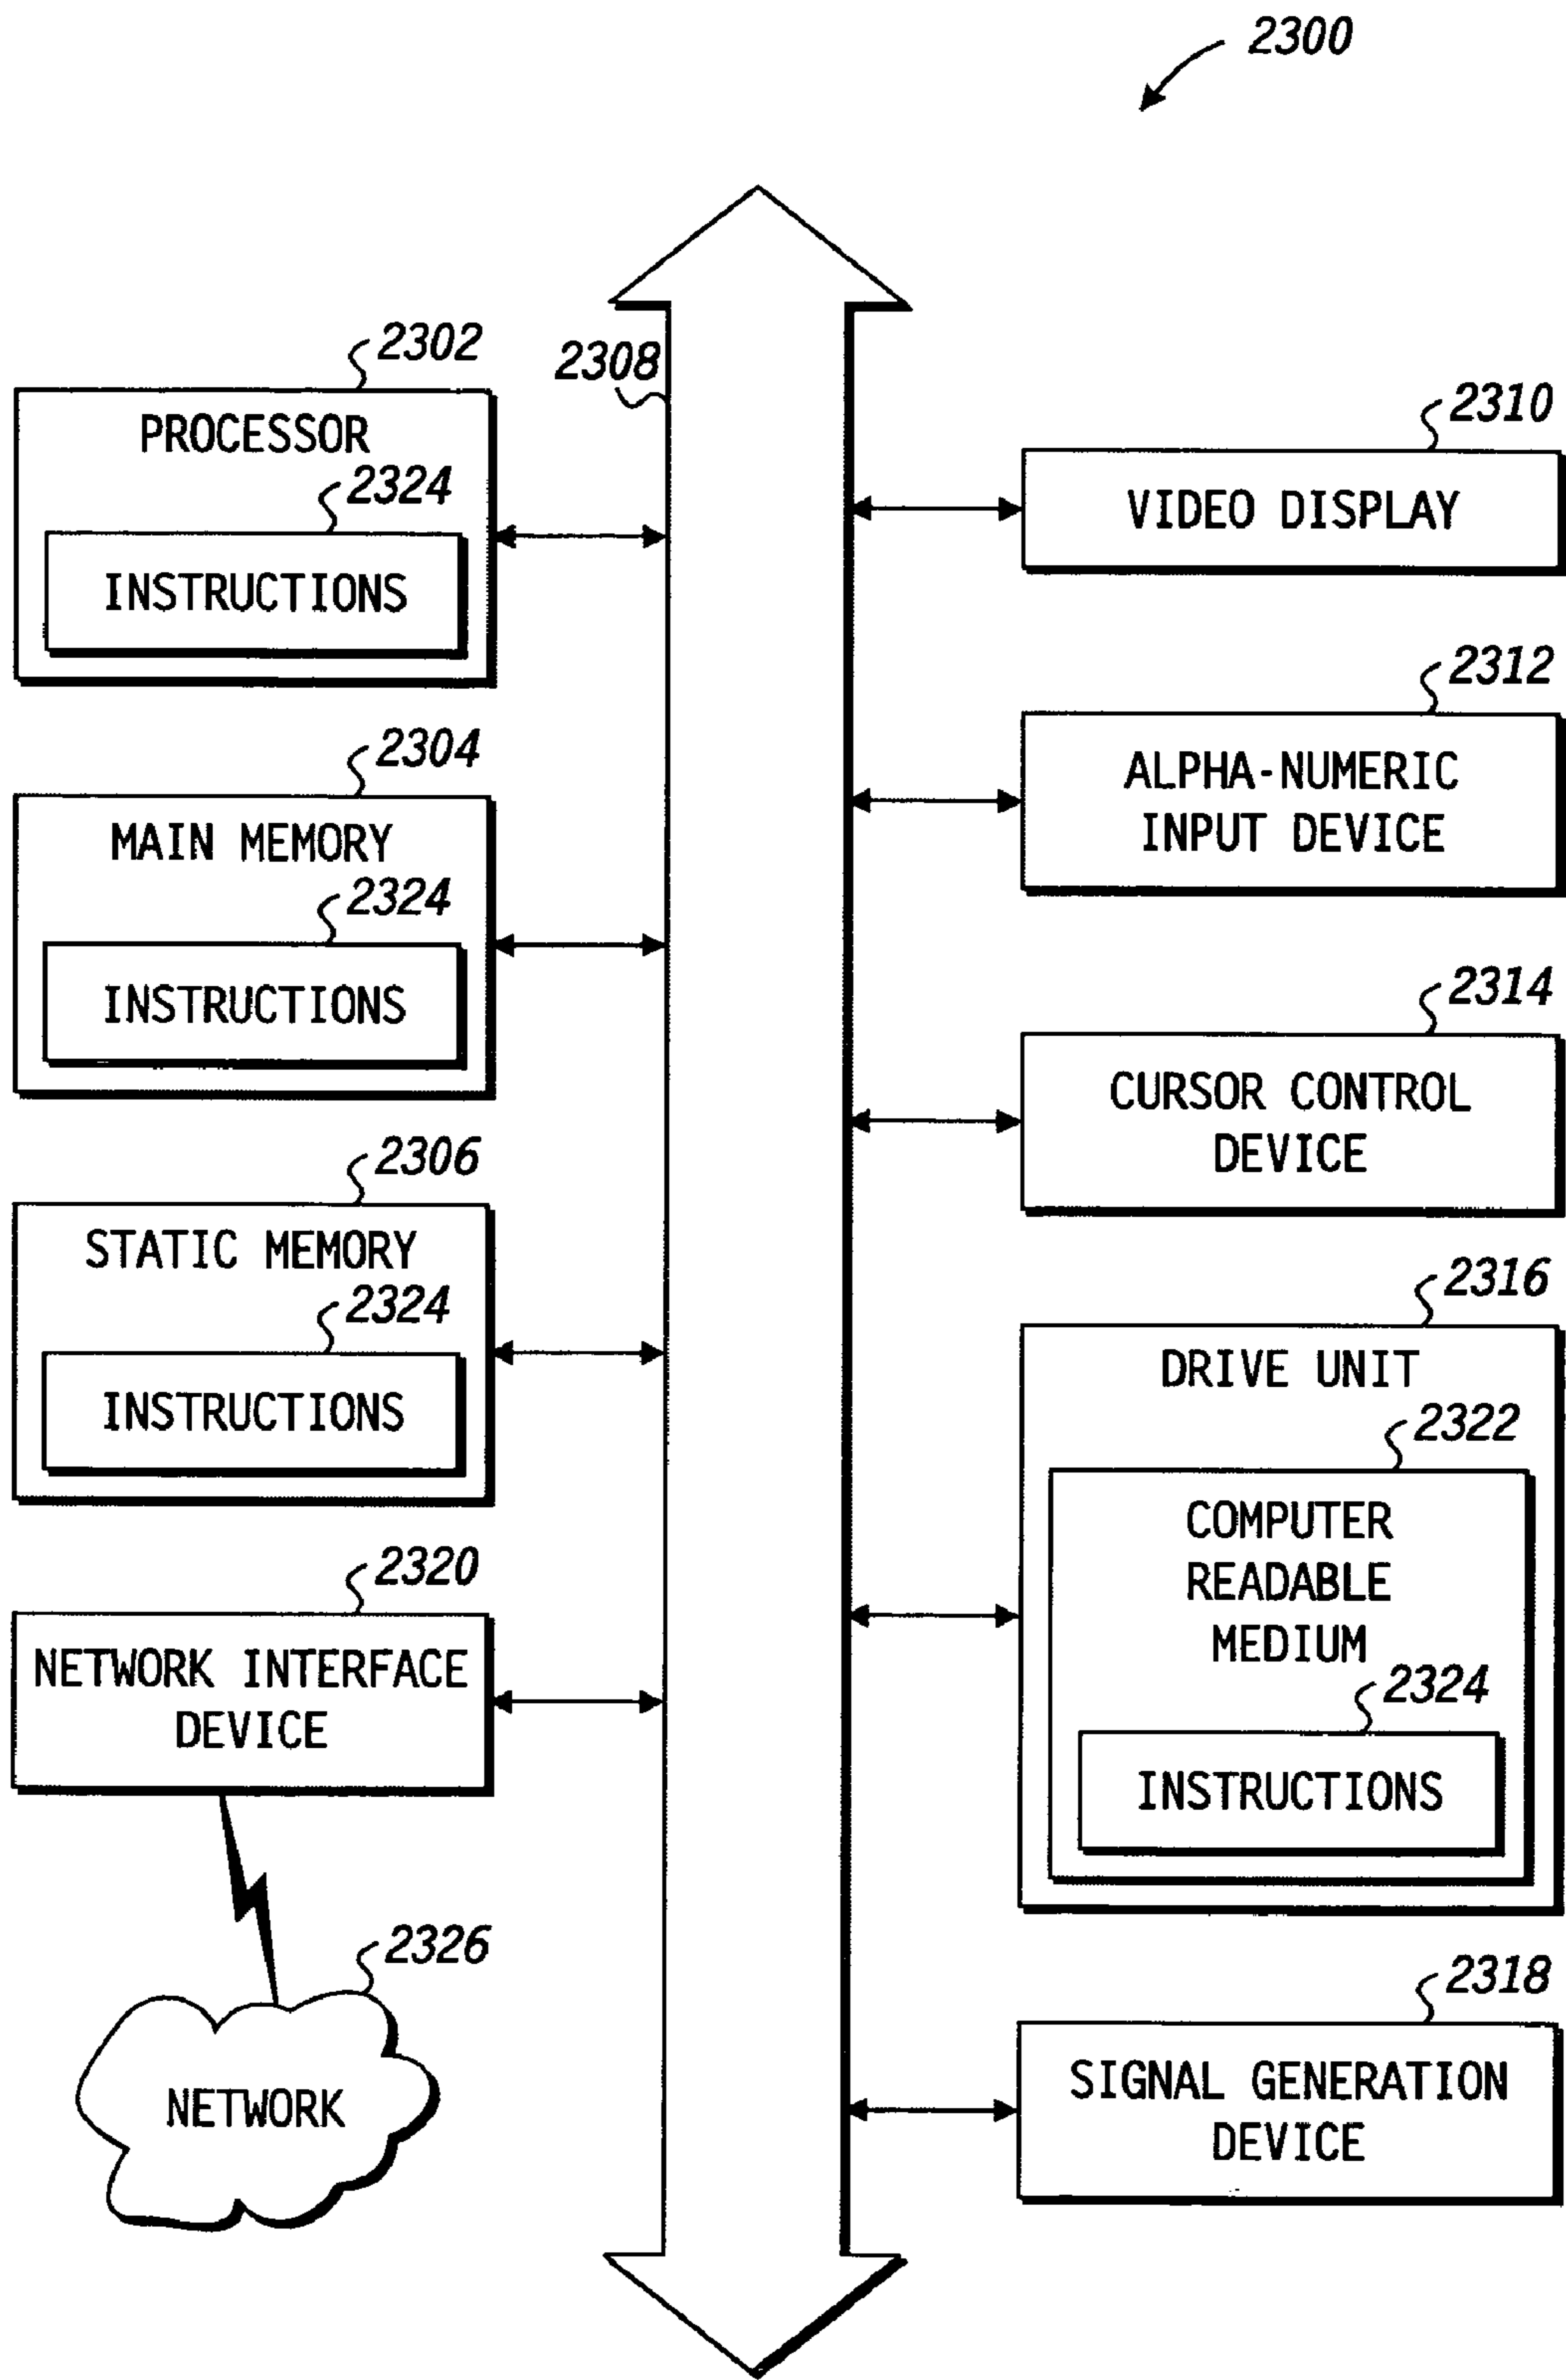 2300
2302
PROCESSOR
2324
INSTRUCTIONS
2304
MAIN MEMORY
2324
INSTRUCTIONS
2306
STATIC MEMORY
2324
INSTRUCTIONS
2320
NETWORK INTERFACE
DEVICE
2326
NETWORK
2308
2310
VIDEO DISPLAY
2312
ALPHA-NUMERIC
INPUT DEVICE
2314
CURSOR CONTROL
DEVICE
2316
DRIVE UNIT
2322
COMPUTER
READABLE
MEDIUM
2324
INSTRUCTIONS
2318
SIGNAL GENERATION
DEVICE